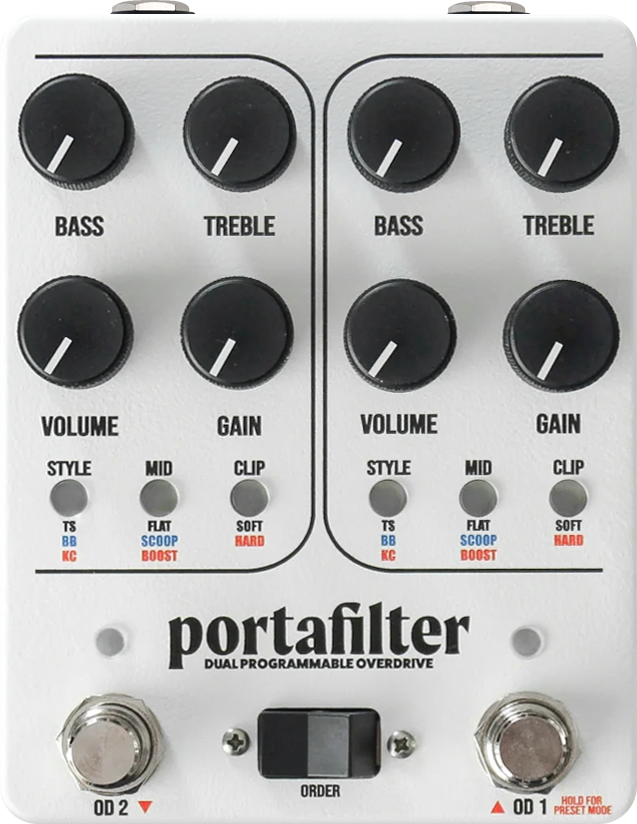 BASS TREBLE BASS TREBLE
VOLUME GAIN VOLUME GAIN
STYLE MID CLIP STYLE MID CLIP
TS FLAT SOFT TS FLAT SOFT
BB SCOOP HARD BB SCOOP HARD
KC BOOST KC BOOST
portafilter
DUAL PROGRAMMABLE OVERDRIVE
ORDER
OD 2 ▼ ▲ OD 1 HOLD FOR
PRESET MODE